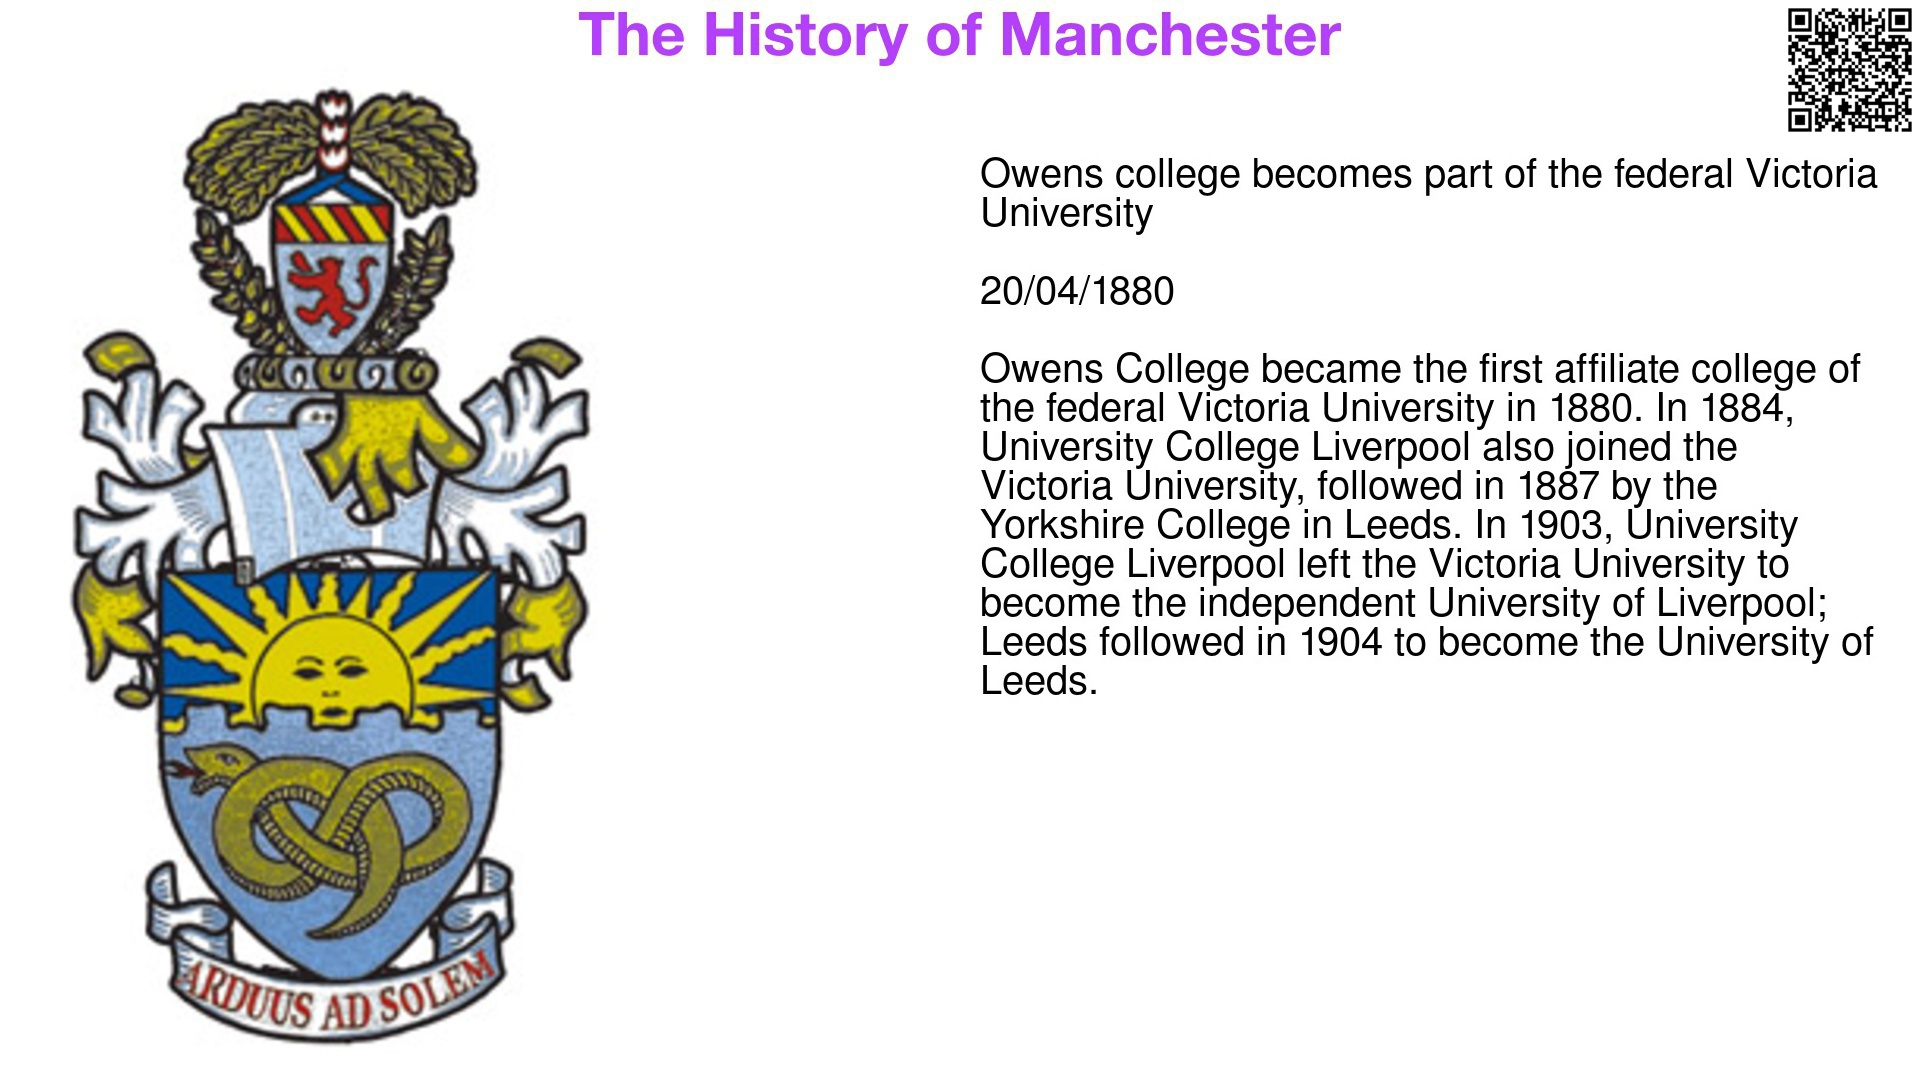 The History of Manchester
Owens college becomes part of the federal Victoria
University
20/04/1880
Owens College became the first affiliate college of
the federal Victoria University in 1880. In 1884,
University College Liverpool also joined the
Victoria University, followed in 1887 by the
Yorkshire College in Leeds. In 1903, University
College Liverpool left the Victoria University to
become the independent University of Liverpool;
Leeds followed in 1904 to become the University of
Leeds.
ARDUUS AD SOLEM